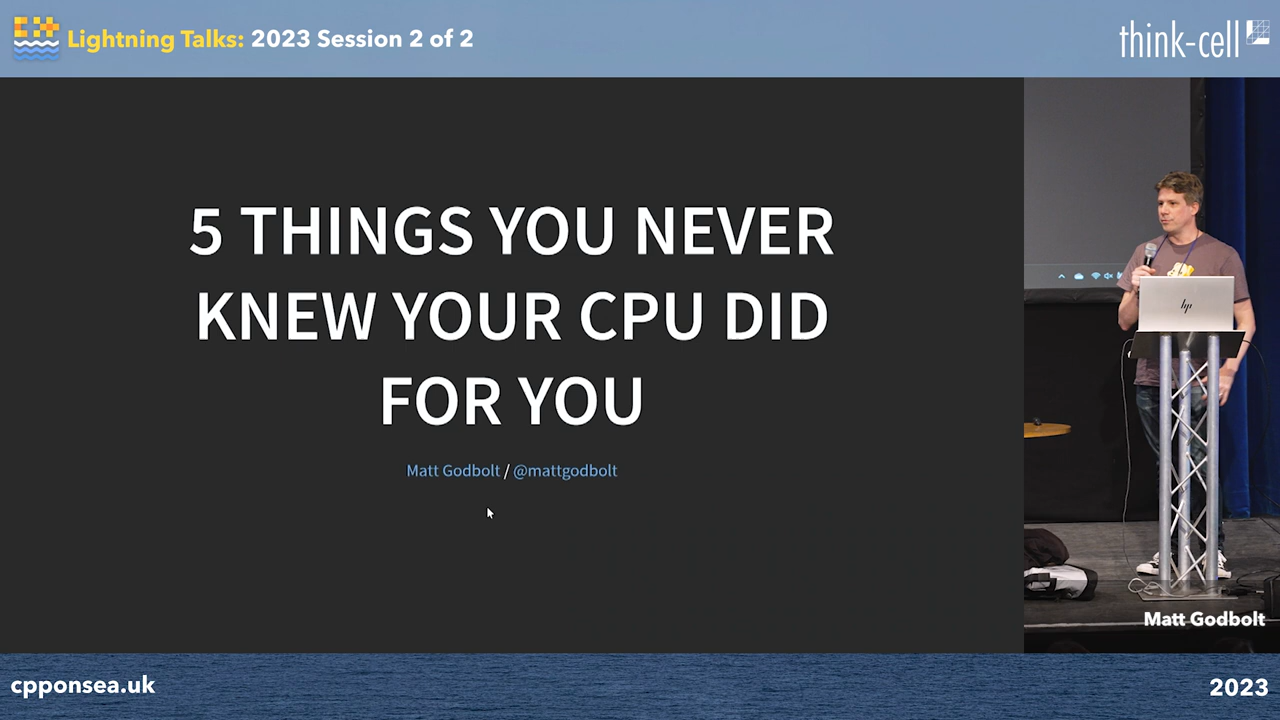 Lightning Talks: 2023 Session 2 of 2
think-cell
5 THINGS YOU NEVER
KNEW YOUR CPU DID
FOR YOU
Matt Godbolt / @mattgodbolt
hp
Matt Godbolt
cpponsea.uk
2023